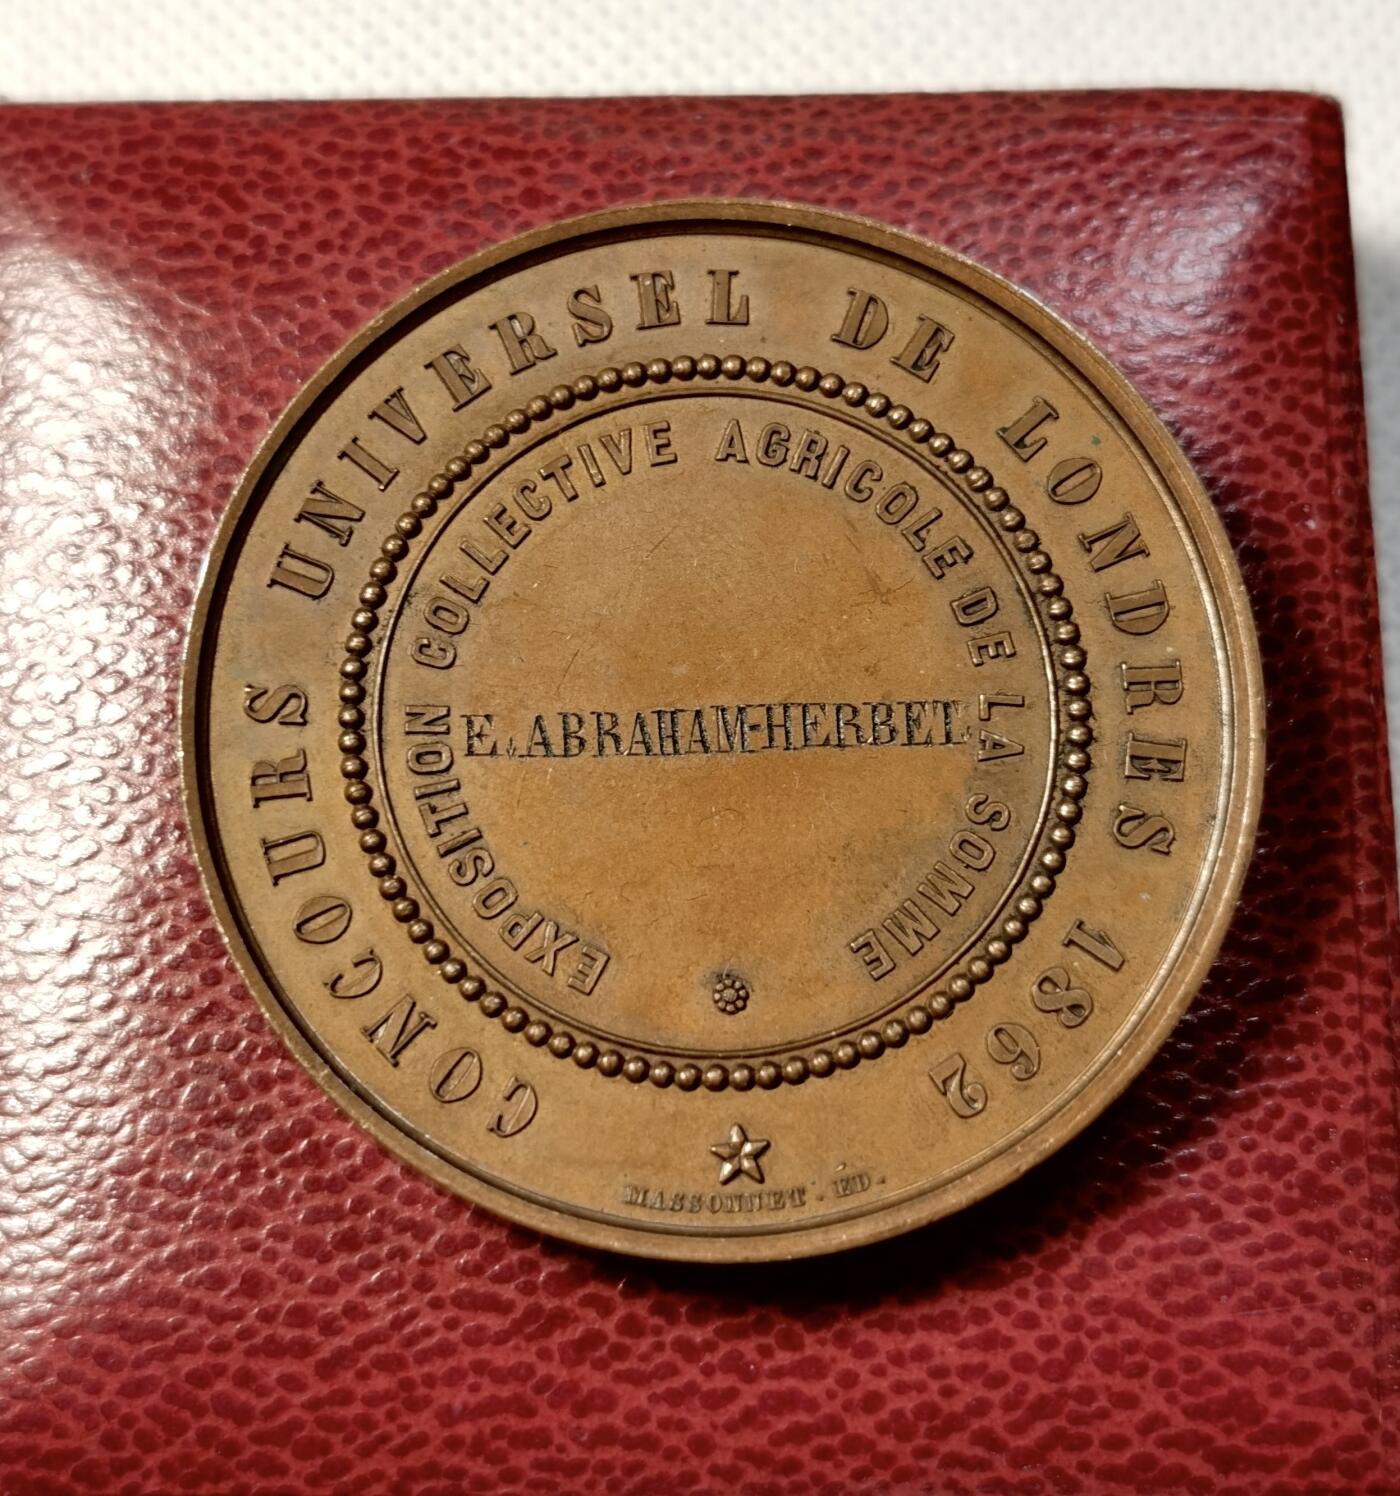 CONCOURS UNIVERSEL DE LONDRES 1862
EXPOSITION COLLECTIVE AGRICOLE DE LA SOMME
E. ABRAHAM-HERBET.
MASSONNET . ÉD.